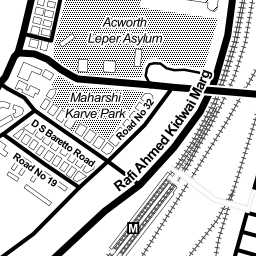 Acworth
Leper Asylum
Maharshi
Karve Park
Road No 32
Rafi Ahmed Kidwai Marg
D S Baretto Road
Road No 19
M